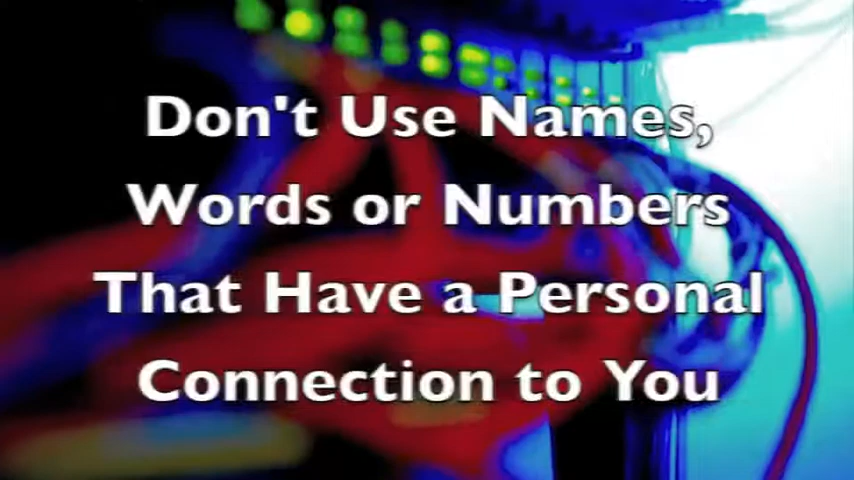 Don't Use Names,
Words or Numbers
That Have a Personal
Connection to You